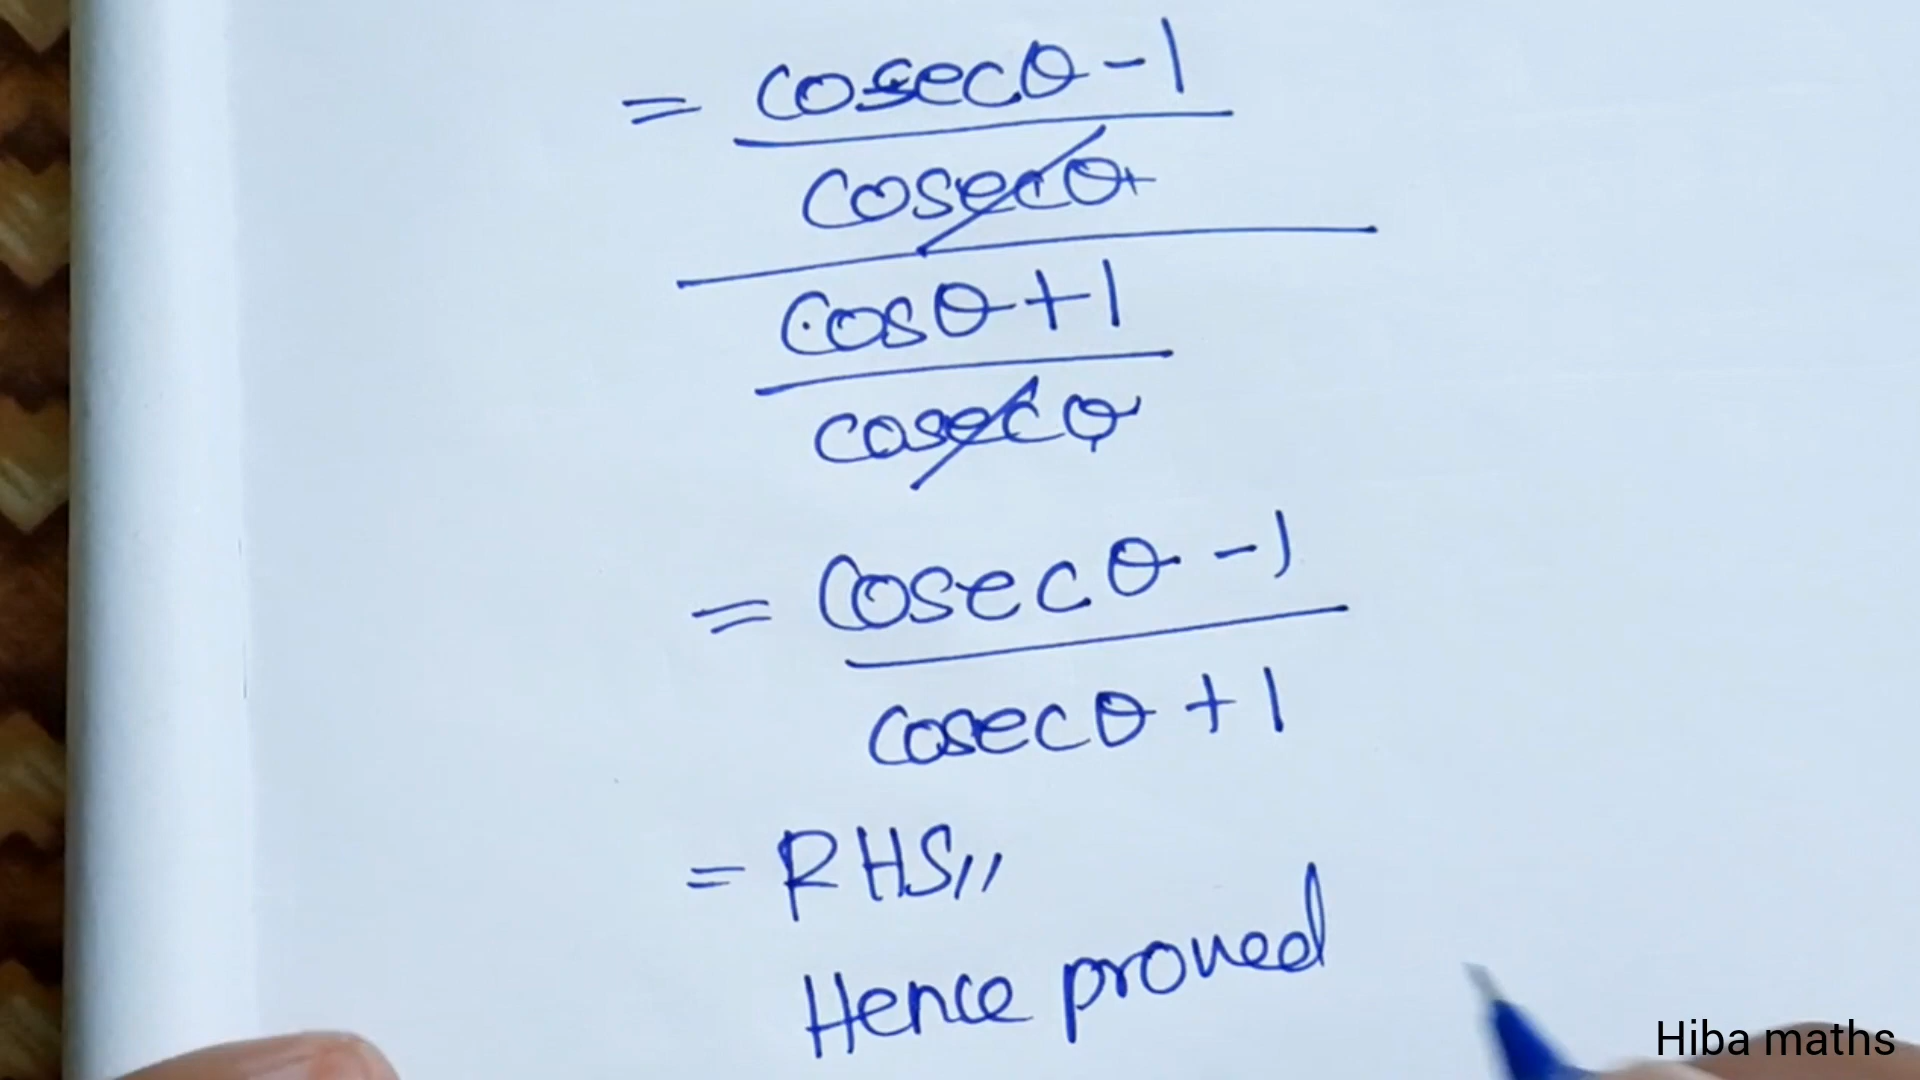 = cosecθ - 1
cosecθ
cosθ + 1
cosecθ
= cosecθ - 1
cosecθ + 1
= RHS//
Hence proved
Hiba maths